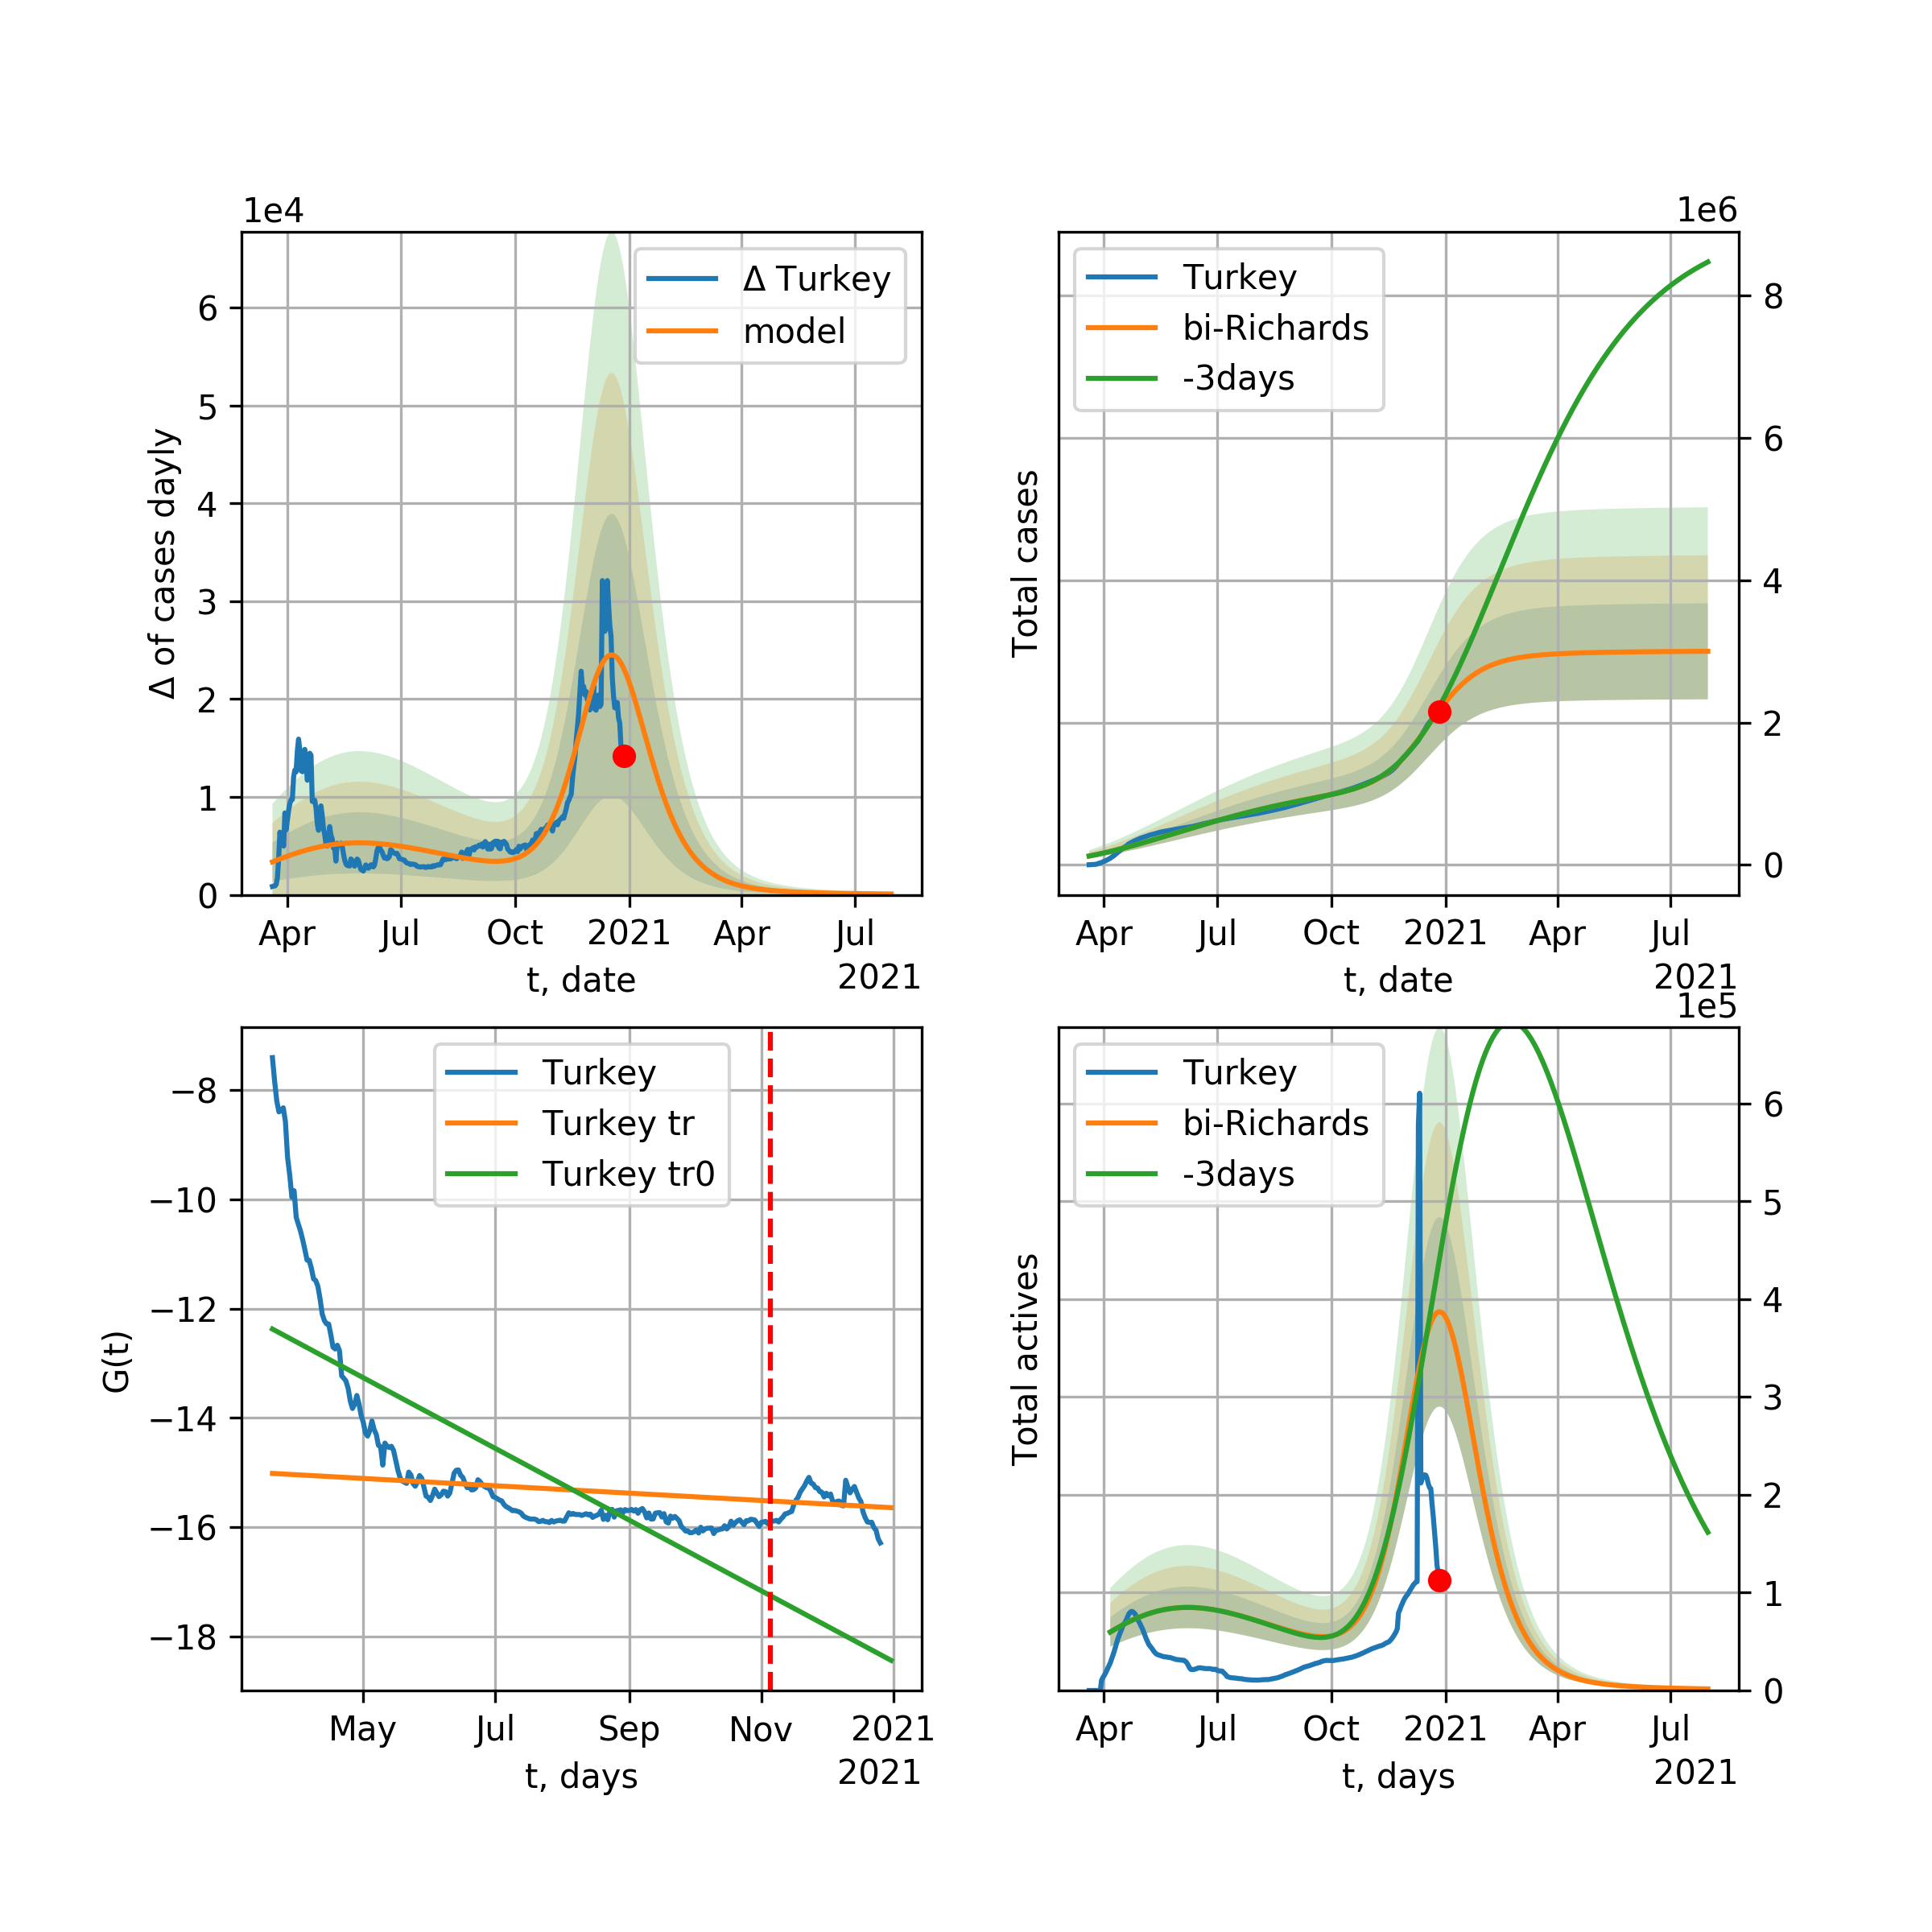 1e4
Δ of cases dayly
6
5
4
3
2
1
0
Δ Turkey
model
Apr
Jul
Oct
2021
Apr
Jul
t, date
2021
1e6
Total cases
Turkey
bi-Richards
-3days
8
6
4
2
0
Apr
Jul
Oct
2021
Apr
Jul
t, date
2021
G(t)
−8
−10
−12
−14
−16
−18
Turkey
Turkey tr
Turkey tr0
May
Jul
Sep
Nov
2021
t, days
2021
1e5
Total actives
Turkey
bi-Richards
-3days
6
5
4
3
2
1
0
Apr
Jul
Oct
2021
Apr
Jul
t, days
2021